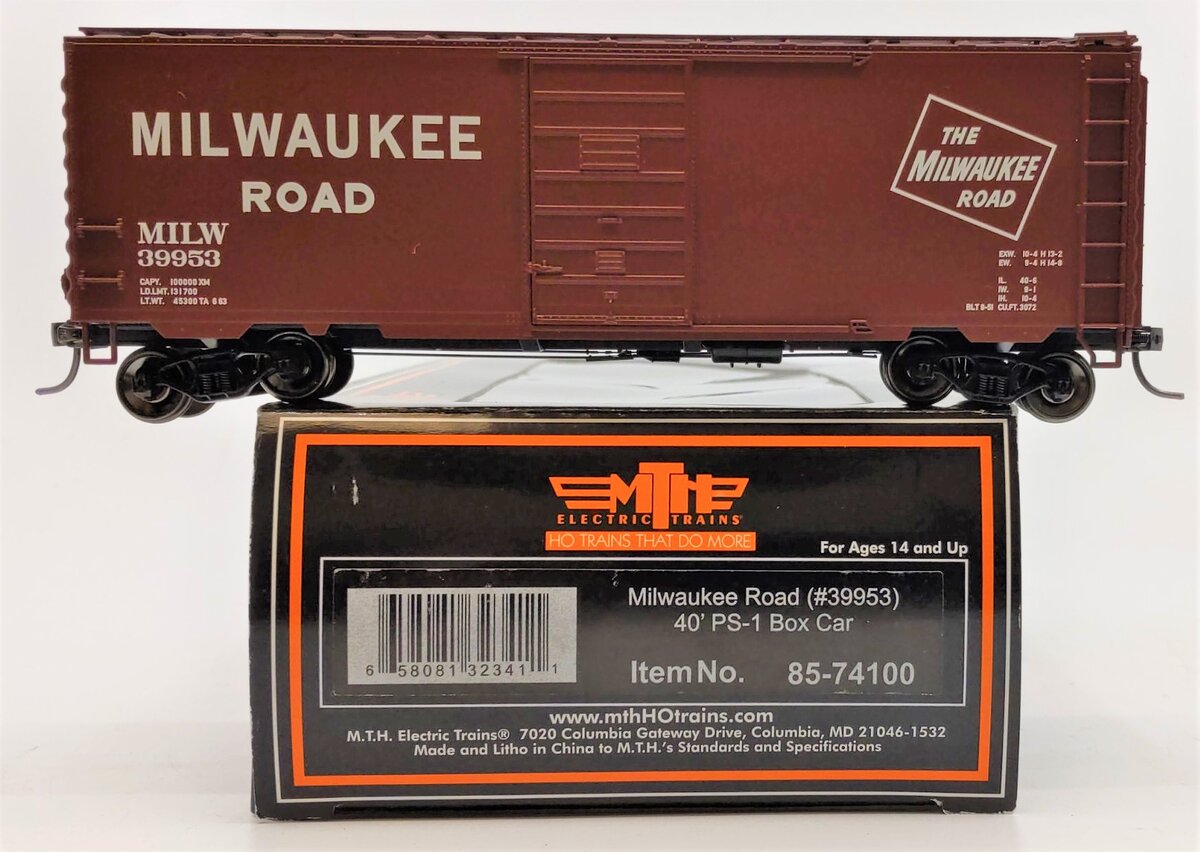 MILWAUKEE
ROAD
MILW
39953
CAPY. 100000 XM
LD.LMT. 131700
LT.WT. 45300 TA 6 63
THE
MILWAUKEE
ROAD
EXW. 10-4 H 13-2
EW. 9-4 H 14-8
IL. 40-6
IW. 9-1
IH. 10-4
BLT 8-51 CU.FT. 3072
MTH
ELECTRIC TRAINS
HO TRAINS THAT DO MORE
For Ages 14 and Up
6 58081 32341 1
Milwaukee Road (#39953)
40' PS-1 Box Car
Item No. 85-74100
www.mthHOtrains.com
M.T.H. Electric Trains® 7020 Columbia Gateway Drive, Columbia, MD 21046-1532
Made and Litho in China to M.T.H.'s Standards and Specifications